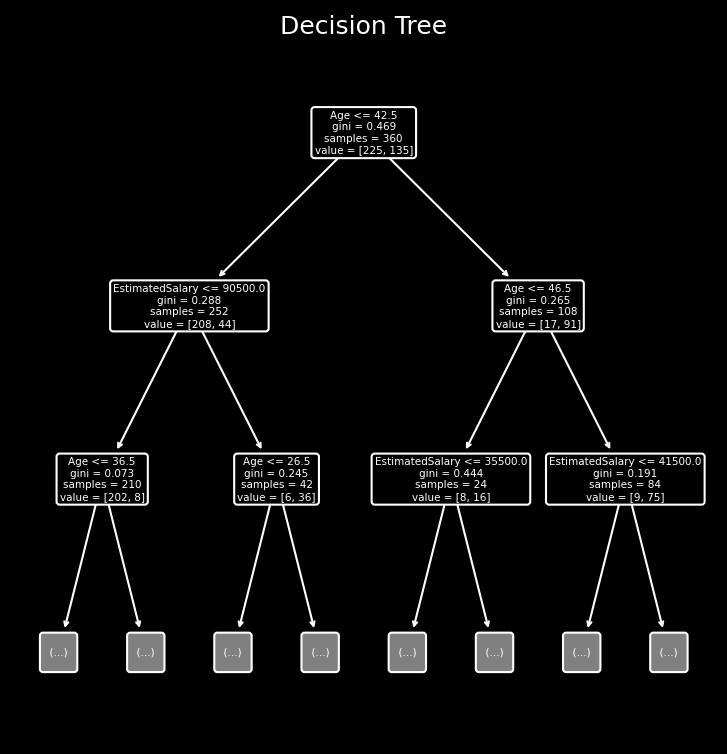 Decision Tree
Age <= 42.5
gini = 0.469
samples = 360
value = [225, 135]
EstimatedSalary <= 90500.0
gini = 0.288
samples = 252
value = [208, 44]
Age <= 46.5
gini = 0.265
samples = 108
value = [17, 91]
Age <= 36.5
gini = 0.073
samples = 210
value = [202, 8]
Age <= 26.5
gini = 0.245
samples = 42
value = [6, 36]
EstimatedSalary <= 35500.0
gini = 0.444
samples = 24
value = [8, 16]
EstimatedSalary <= 41500.0
gini = 0.191
samples = 84
value = [9, 75]
(...)
(...)
(...)
(...)
(...)
(...)
(...)
(...)